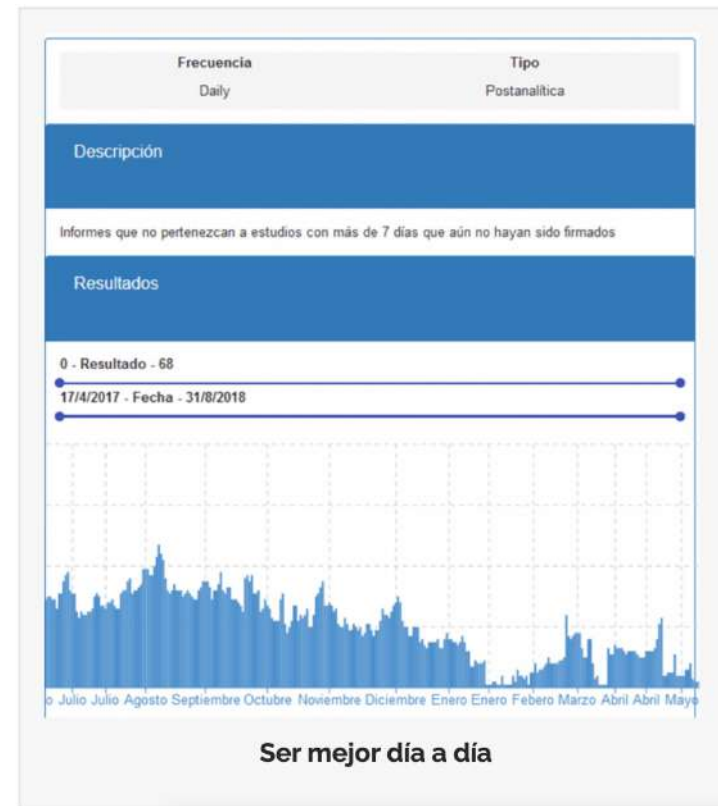 Frecuencia Tipo
Daily Postanalítica
Descripción
Informes que no pertenezcan a estudios con más de 7 días que aún no hayan sido firmados
Resultados
0 - Resultado - 68
17/4/2017 - Fecha - 31/8/2018
o Julio Julio Agosto Septiembre Octubre Noviembre Diciembre Enero Enero Febero Marzo Abril Abril Mayo
Ser mejor día a día